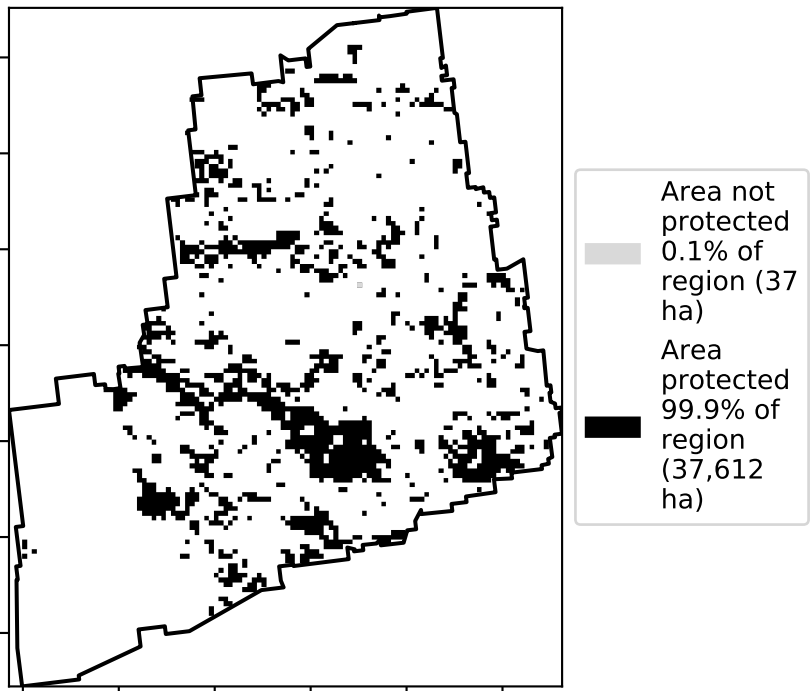 Area not
protected
0.1% of
region (37
ha)
Area
protected
99.9% of
region
(37,612
ha)